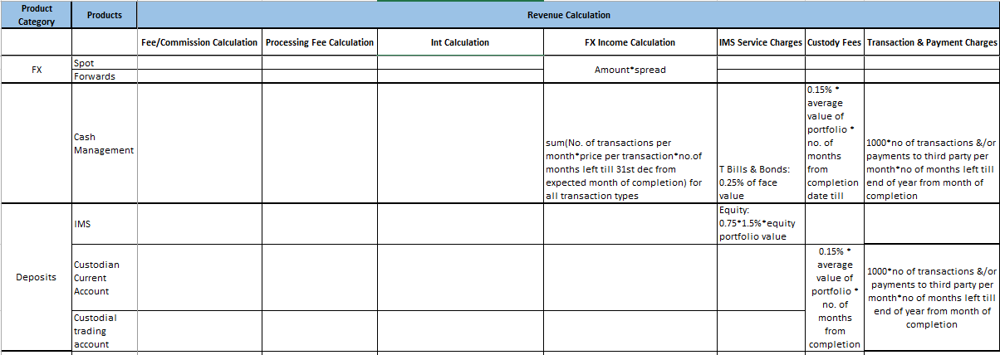 Product Category
Products
Revenue Calculation
Fee/Commission Calculation
Processing Fee Calculation
Int Calculation
FX Income Calculation
IMS Service Charges
Custody Fees
Transaction & Payment Charges
FX
Spot
Forwards
Amount*spread
Cash
Management
sum(No. of transactions per
month*price per transaction*no.of
months left till 31st dec from
expected month of completion) for
all transaction types
T Bills & Bonds:
0.25% of face
value
0.15% *
average
value of
portfolio *
no. of
months
from
completion
date till
1000*no of transactions &/or
payments to third party per
month*no of months left till
end of year from month of
completion
Deposits
IMS
Equity:
0.75*1.5%*equity
portfolio value
Custodian
Current
Account
Custodial
trading
account
0.15% *
average
value of
portfolio *
no. of
months
from
completion
1000*no of transactions &/or
payments to third party per
month*no of months left till
end of year from month of
completion